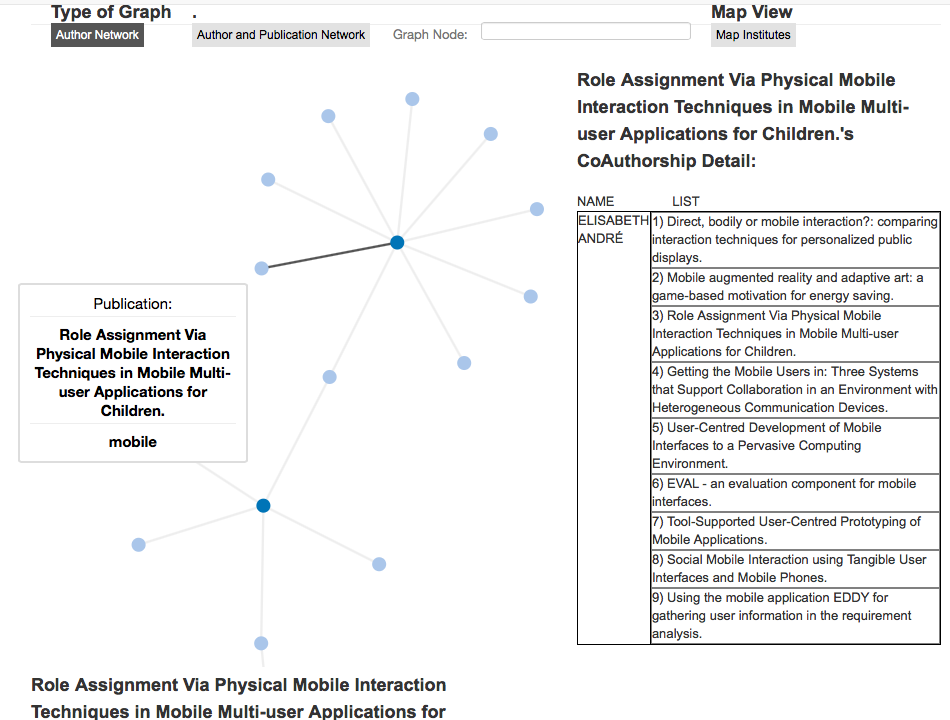 Type of Graph . Map View
Author Network Author and Publication Network Graph Node: Map Institutes
Role Assignment Via Physical Mobile
Interaction Techniques in Mobile Multi-
user Applications for Children.'s
CoAuthorship Detail:
NAME LIST
ELISABETH
ANDRÉ
1) Direct, bodily or mobile interaction?: comparing
interaction techniques for personalized public
displays.
2) Mobile augmented reality and adaptive art: a
game-based motivation for energy saving.
3) Role Assignment Via Physical Mobile
Interaction Techniques in Mobile Multi-user
Applications for Children.
4) Getting the Mobile Users in: Three Systems
that Support Collaboration in an Environment with
Heterogeneous Communication Devices.
5) User-Centred Development of Mobile
Interfaces to a Pervasive Computing
Environment.
6) EVAL - an evaluation component for mobile
interfaces.
7) Tool-Supported User-Centred Prototyping of
Mobile Applications.
8) Social Mobile Interaction using Tangible User
Interfaces and Mobile Phones.
9) Using the mobile application EDDY for
gathering user information in the requirement
analysis.
Publication:
Role Assignment Via
Physical Mobile Interaction
Techniques in Mobile Multi-
user Applications for
Children.
mobile
Role Assignment Via Physical Mobile Interaction
Techniques in Mobile Multi-user Applications for